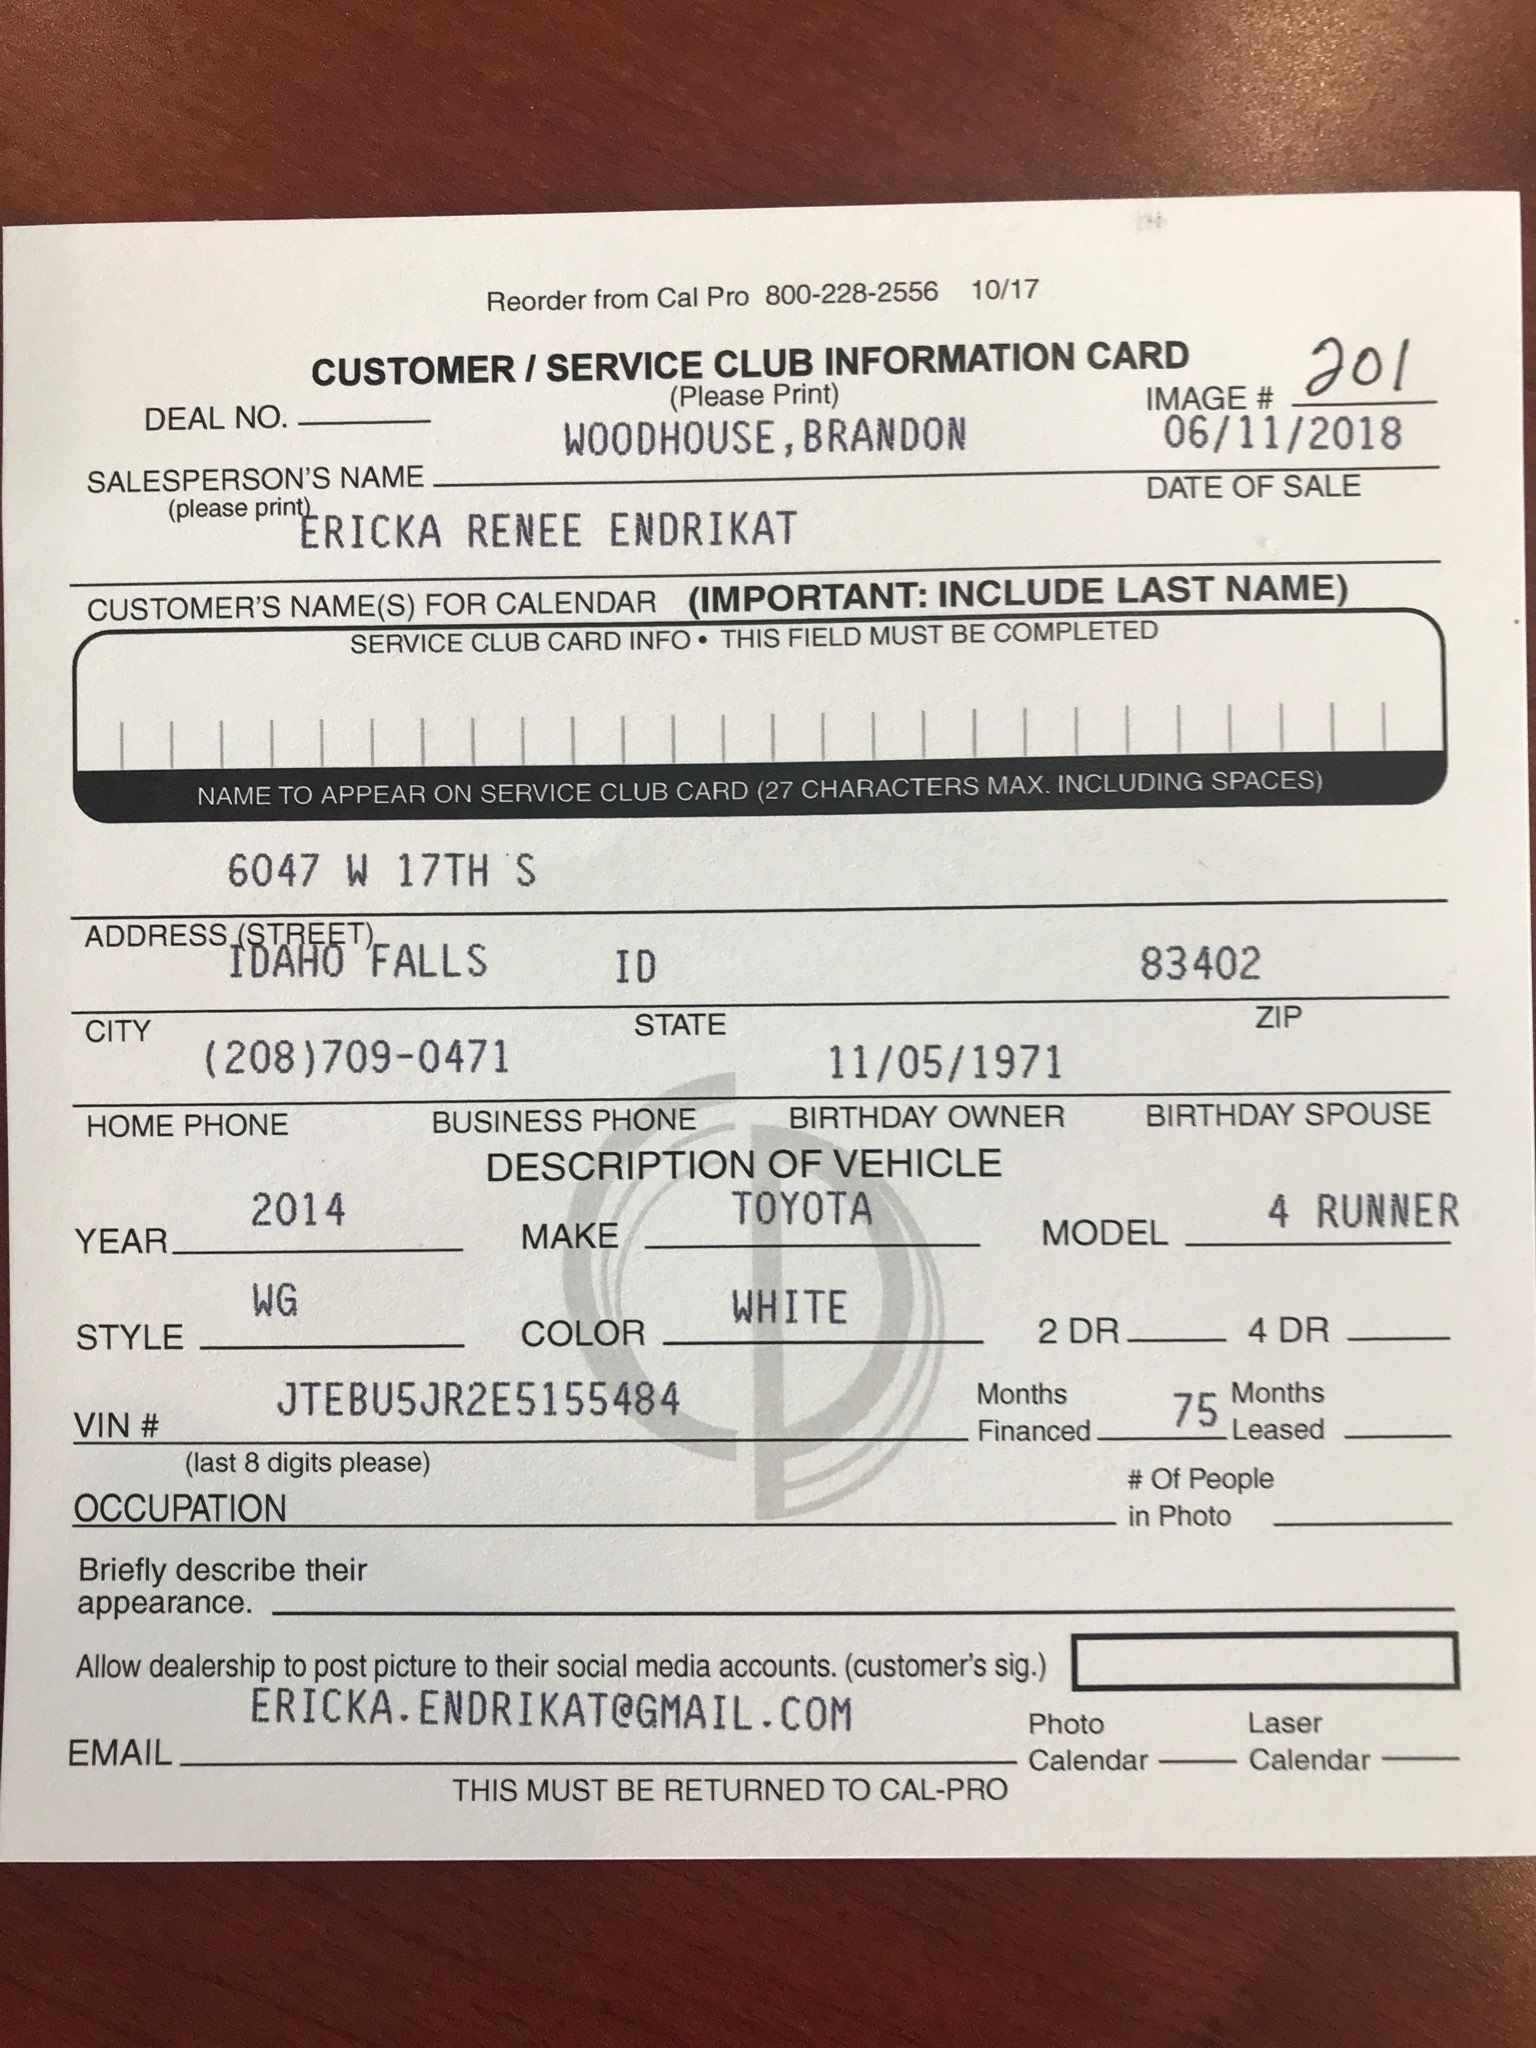 Reorder from Cal Pro 800-228-2556 10/17
CUSTOMER / SERVICE CLUB INFORMATION CARD
(Please Print)
IMAGE # 201
DEAL NO.
WOODHOUSE,BRANDON 06/11/2018
SALESPERSON'S NAME DATE OF SALE
(please print)
ERICKA RENEE ENDRIKAT
CUSTOMER'S NAME(S) FOR CALENDAR (IMPORTANT: INCLUDE LAST NAME)
SERVICE CLUB CARD INFO • THIS FIELD MUST BE COMPLETED
NAME TO APPEAR ON SERVICE CLUB CARD (27 CHARACTERS MAX. INCLUDING SPACES)
6047 W 17TH S
ADDRESS (STREET)
IDAHO FALLS ID 83402
CITY STATE ZIP
(208)709-0471 11/05/1971
HOME PHONE BUSINESS PHONE BIRTHDAY OWNER BIRTHDAY SPOUSE
DESCRIPTION OF VEHICLE
YEAR 2014 MAKE TOYOTA MODEL 4 RUNNER
STYLE WG COLOR WHITE 2 DR 4 DR
VIN # JTEBU5JR2E5155484 Months Financed 75 Months Leased
(last 8 digits please)
OCCUPATION # Of People in Photo
Briefly describe their
appearance.
Allow dealership to post picture to their social media accounts. (customer's sig.)
EMAIL ERICKA.ENDRIKAT@GMAIL.COM Photo Calendar Laser Calendar
THIS MUST BE RETURNED TO CAL-PRO